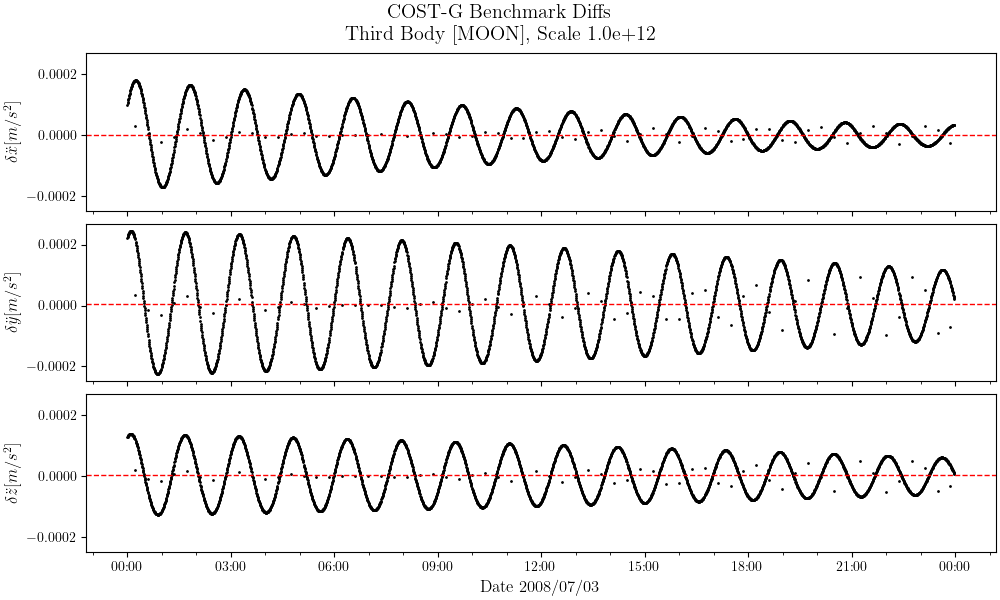 COST-G Benchmark Diffs
Third Body [MOON], Scale 1.0e+12
δẍ[m/s²]
0.0002
0.0000
−0.0002
δÿ[m/s²]
0.0002
0.0000
−0.0002
δz̈[m/s²]
0.0002
0.0000
−0.0002
00:00 03:00 06:00 09:00 12:00 15:00 18:00 21:00 00:00
Date 2008/07/03